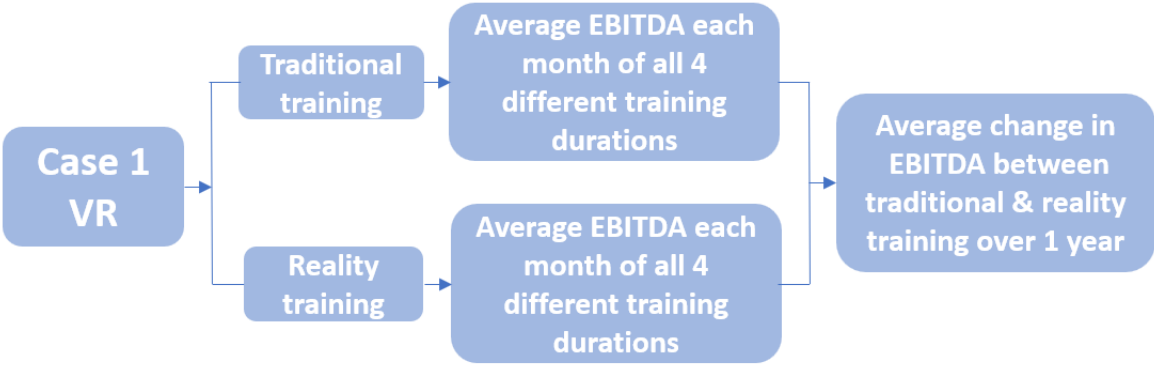 Case 1
VR
Traditional
training
Average EBITDA each
month of all 4
different training
durations
Reality
training
Average EBITDA each
month of all 4
different training
durations
Average change in
EBITDA between
traditional & reality
training over 1 year